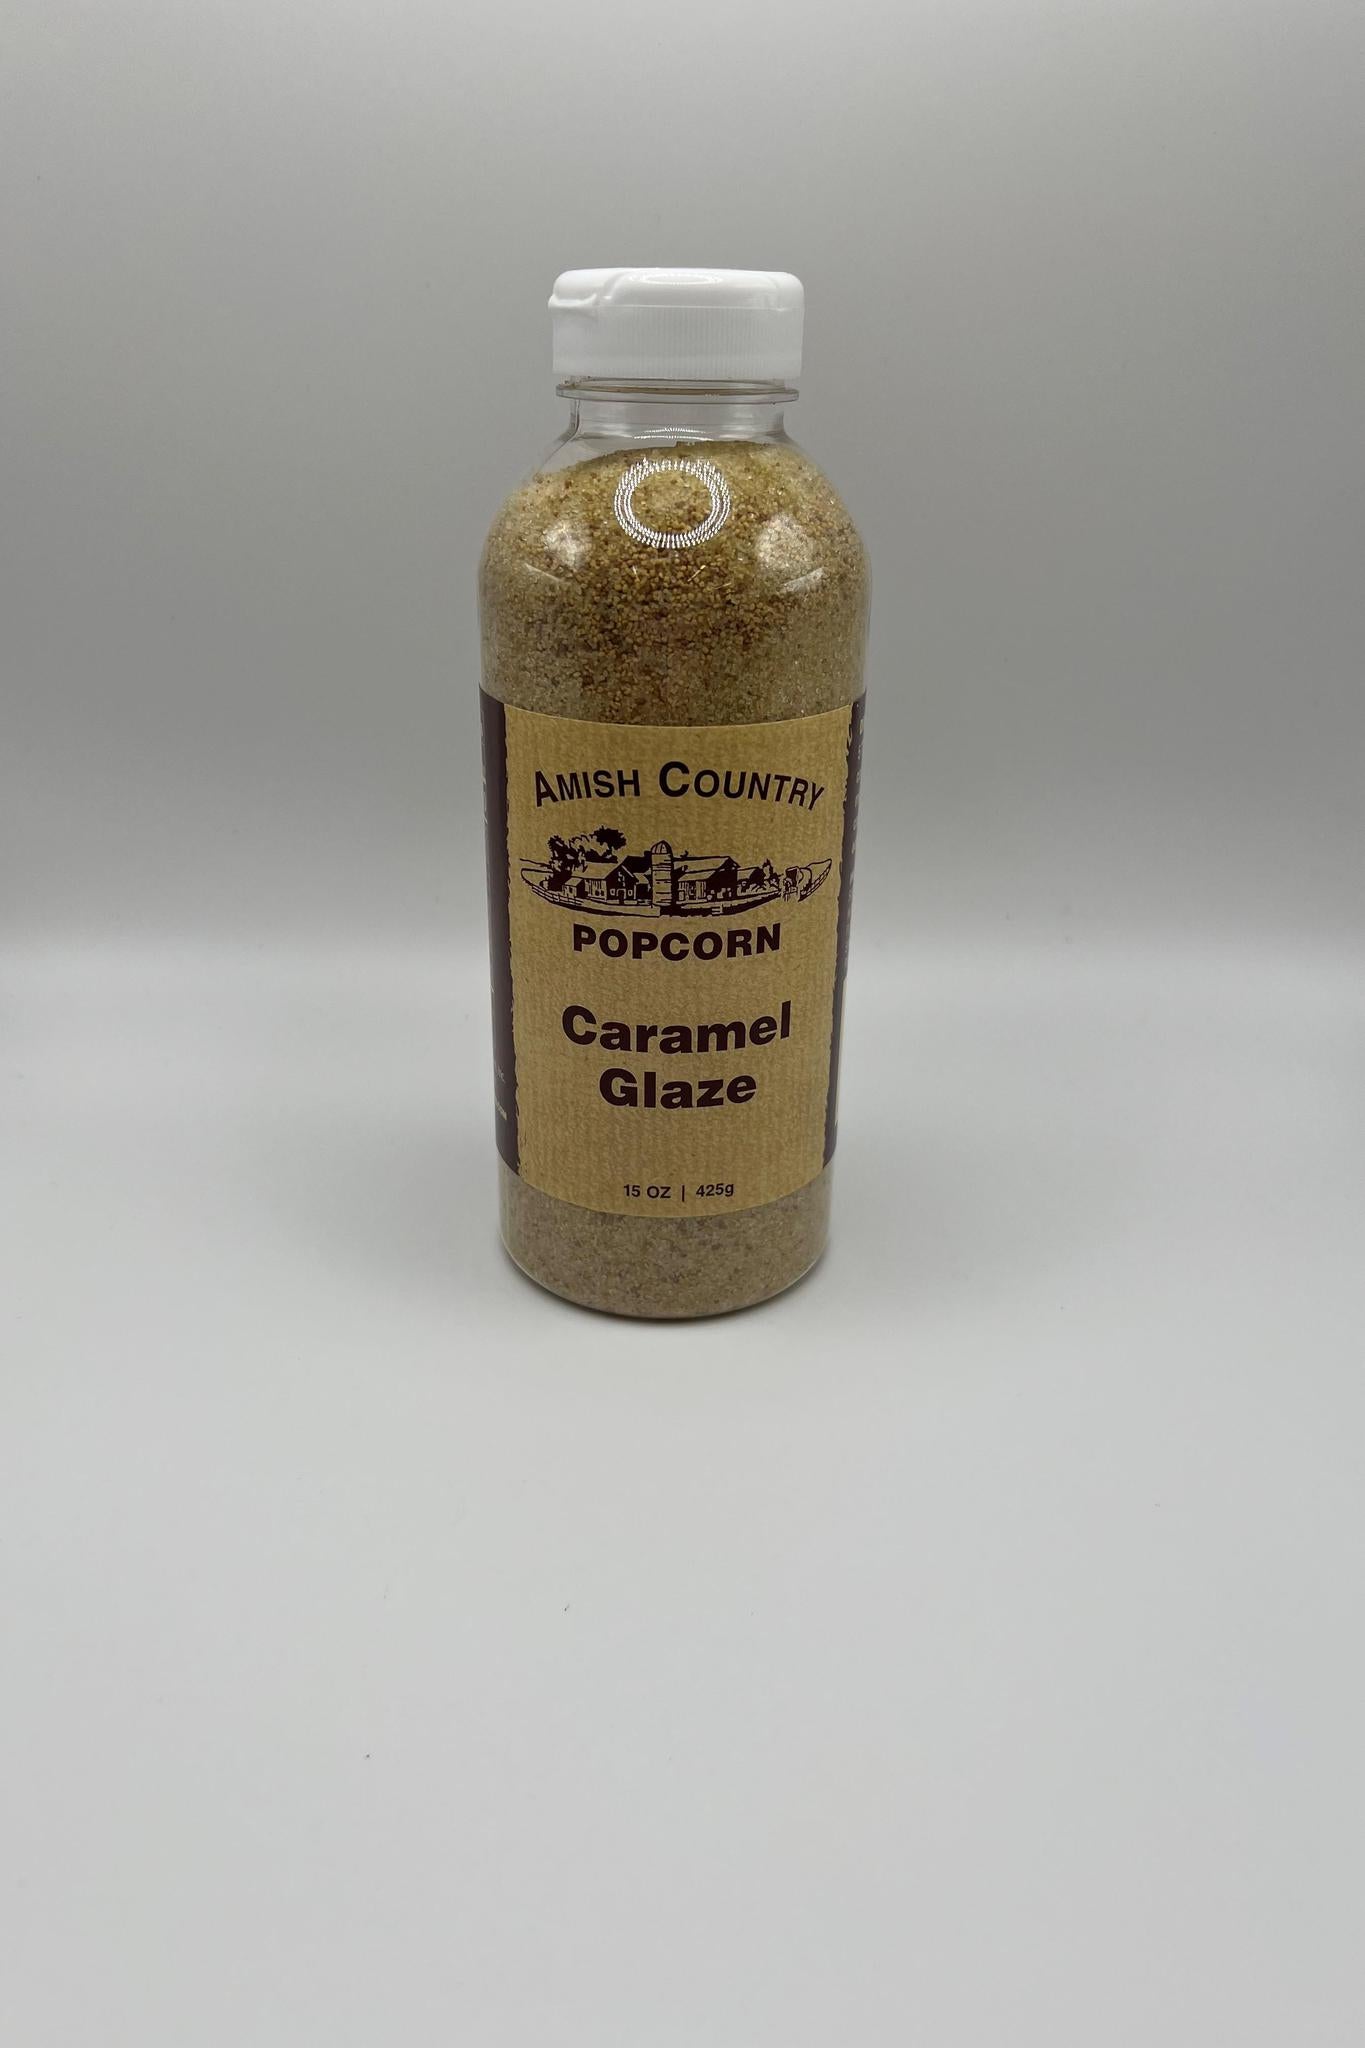 AMISH COUNTRY
POPCORN
Caramel
Glaze
15 OZ | 425g